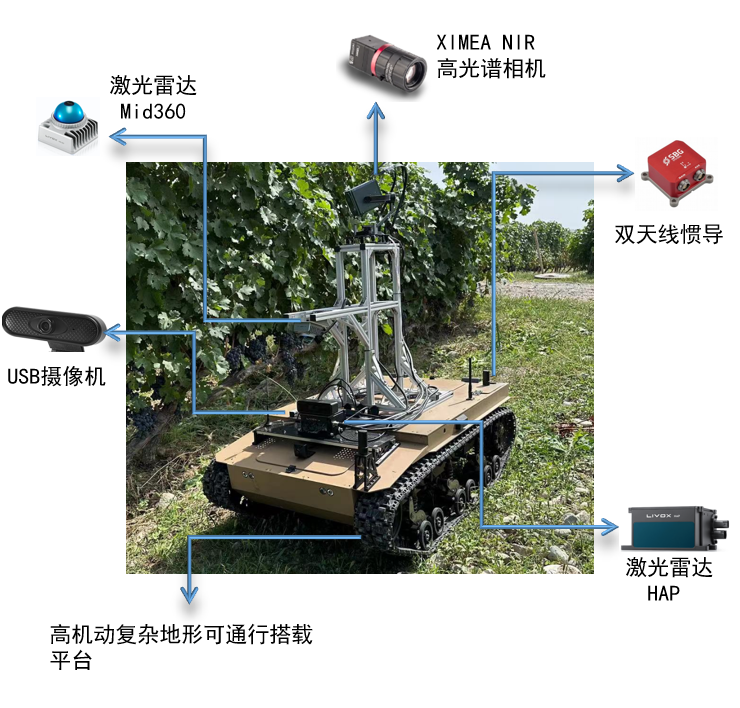 XIMEA NIR
高光谱相机
激光雷达
Mid360
SBG
双天线惯导
USB摄像机
LIVOX
激光雷达
HAP
高机动复杂地形可通行搭载
平台